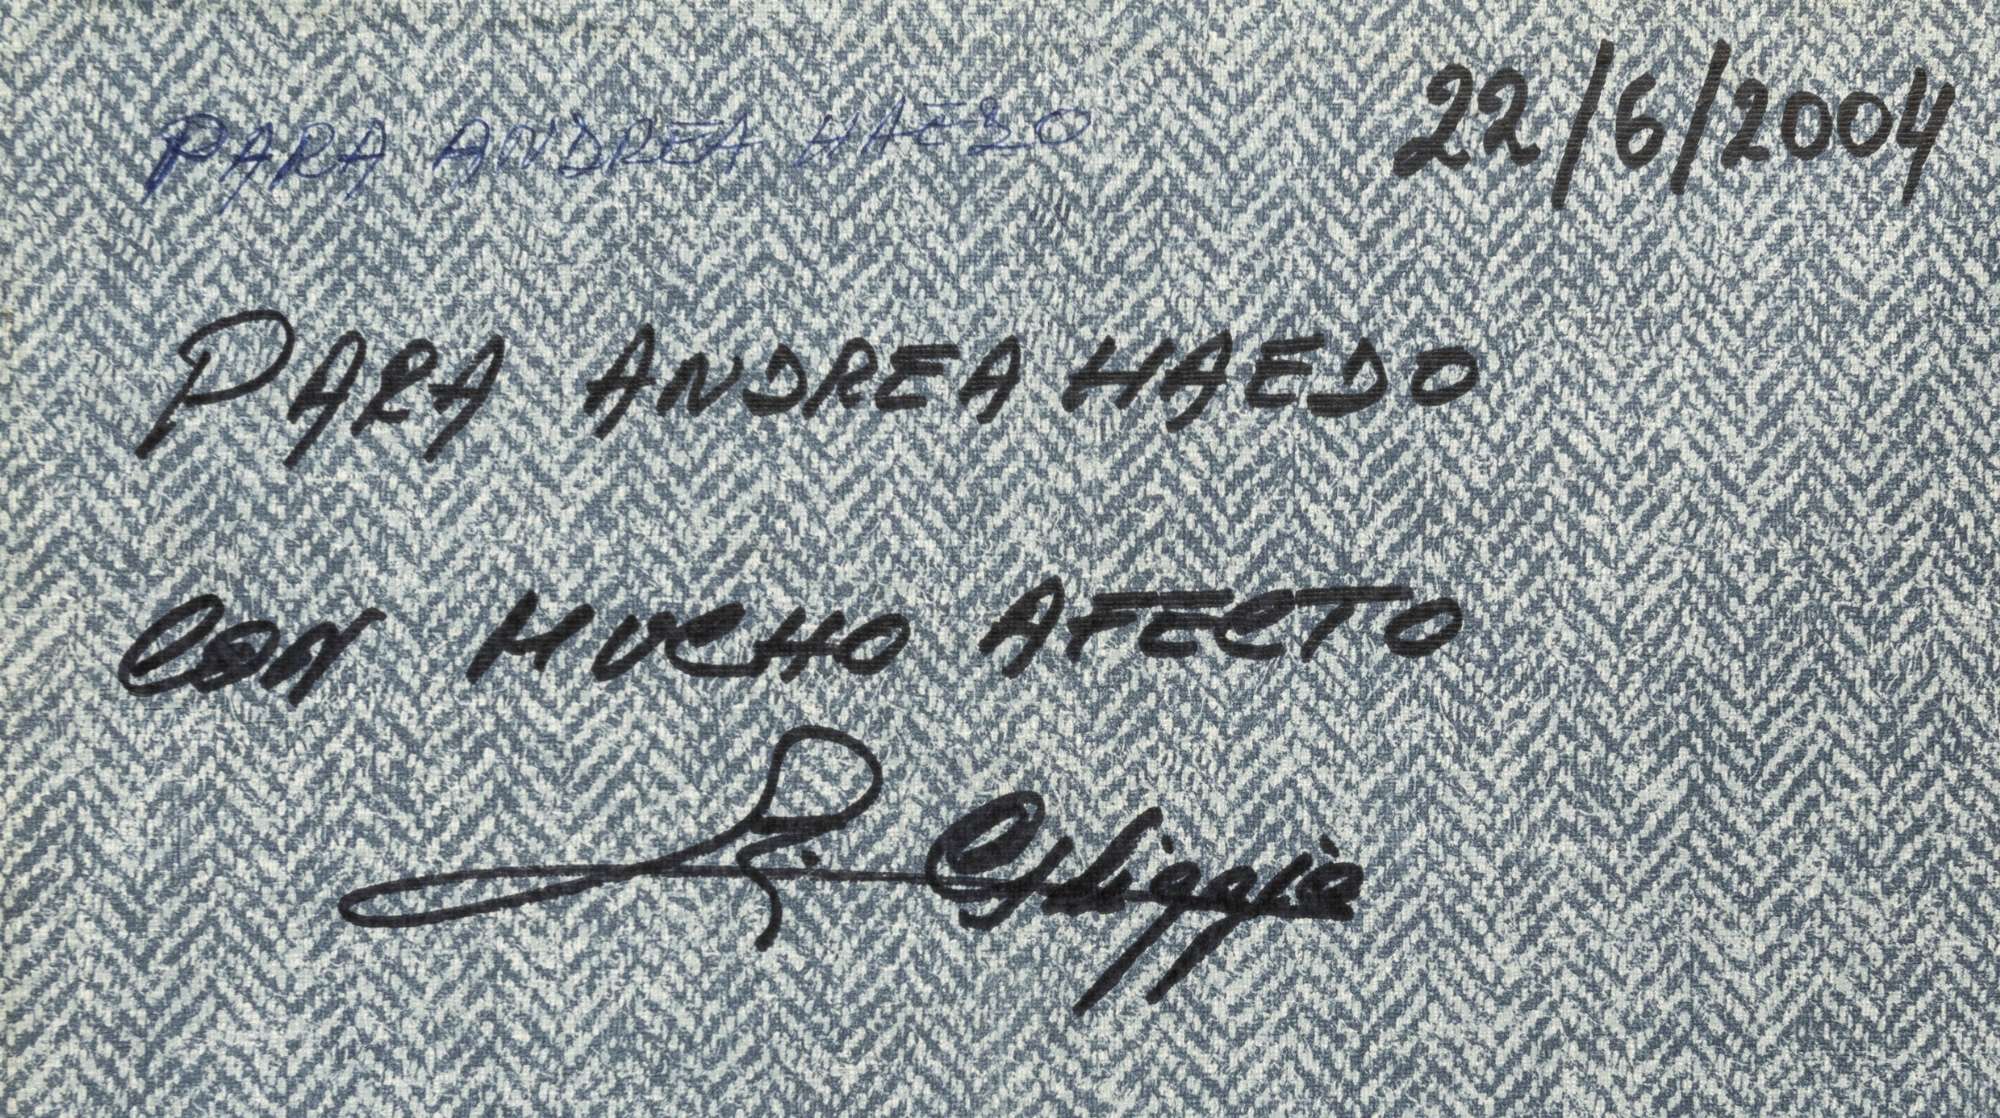 22/6/2004
PARA ANDREA HAEDO
PARA ANDREA HAEDO
CON MUCHO AFECTO